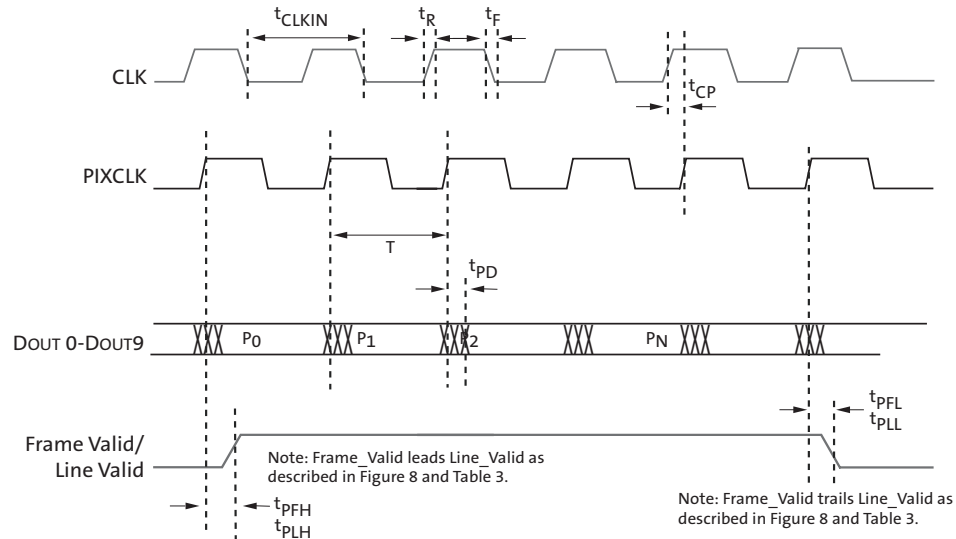 tCLKIN
tR
tF
CLK
tCP
PIXCLK
T
tPD
DOUT 0-DOUT9
P0
P1
P2
PN
tPFL
tPLL
Frame Valid/
Line Valid
Note: Frame_Valid leads Line_Valid as
described in Figure 8 and Table 3.
tPFH
tPLH
Note: Frame_Valid trails Line_Valid as
described in Figure 8 and Table 3.